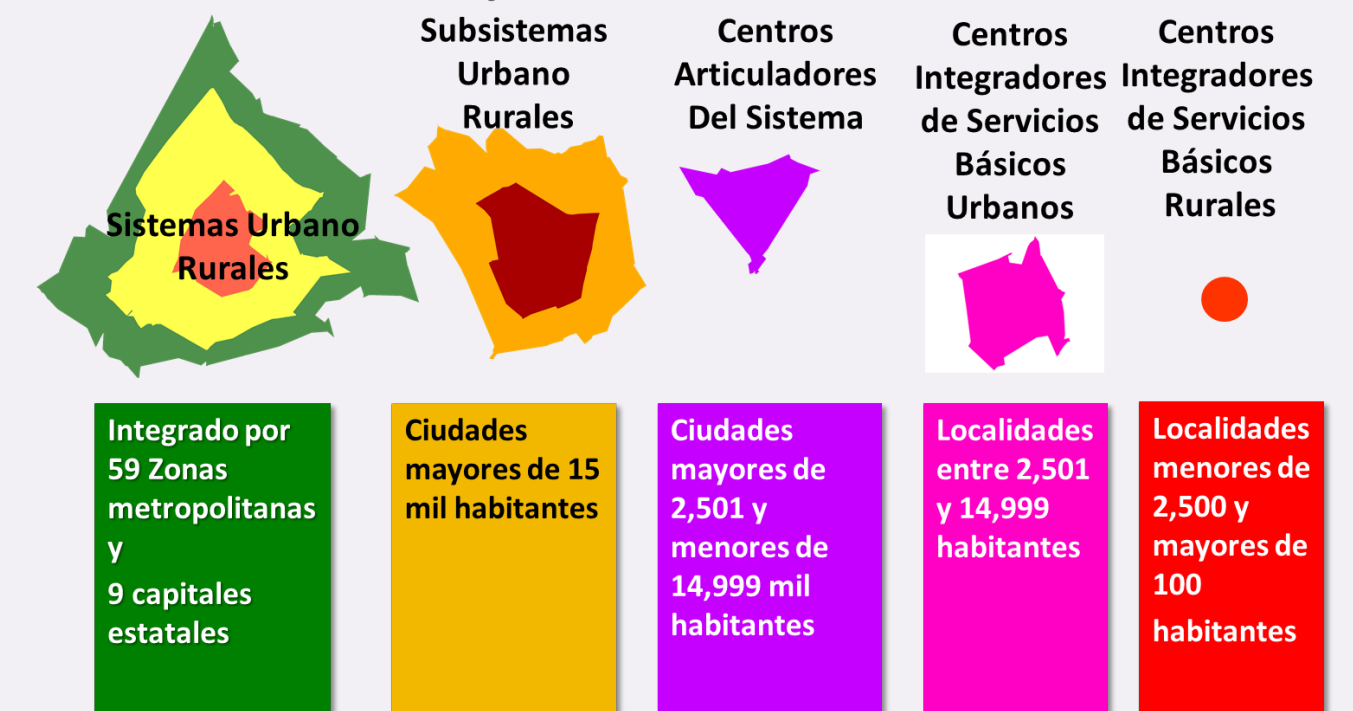 Sistemas Urbano
Rurales
Subsistemas
Urbano
Rurales
Centros
Articuladores
Del Sistema
Centros
Integradores
de Servicios
Básicos
Urbanos
Centros
Integradores
de Servicios
Básicos
Rurales
Integrado por
59 Zonas
metropolitanas
y
9 capitales
estatales
Ciudades
mayores de 15
mil habitantes
Ciudades
mayores de
2,501 y
menores de
14,999 mil
habitantes
Localidades
entre 2,501
y 14,999
habitantes
Localidades
menores de
2,500 y
mayores de
100
habitantes